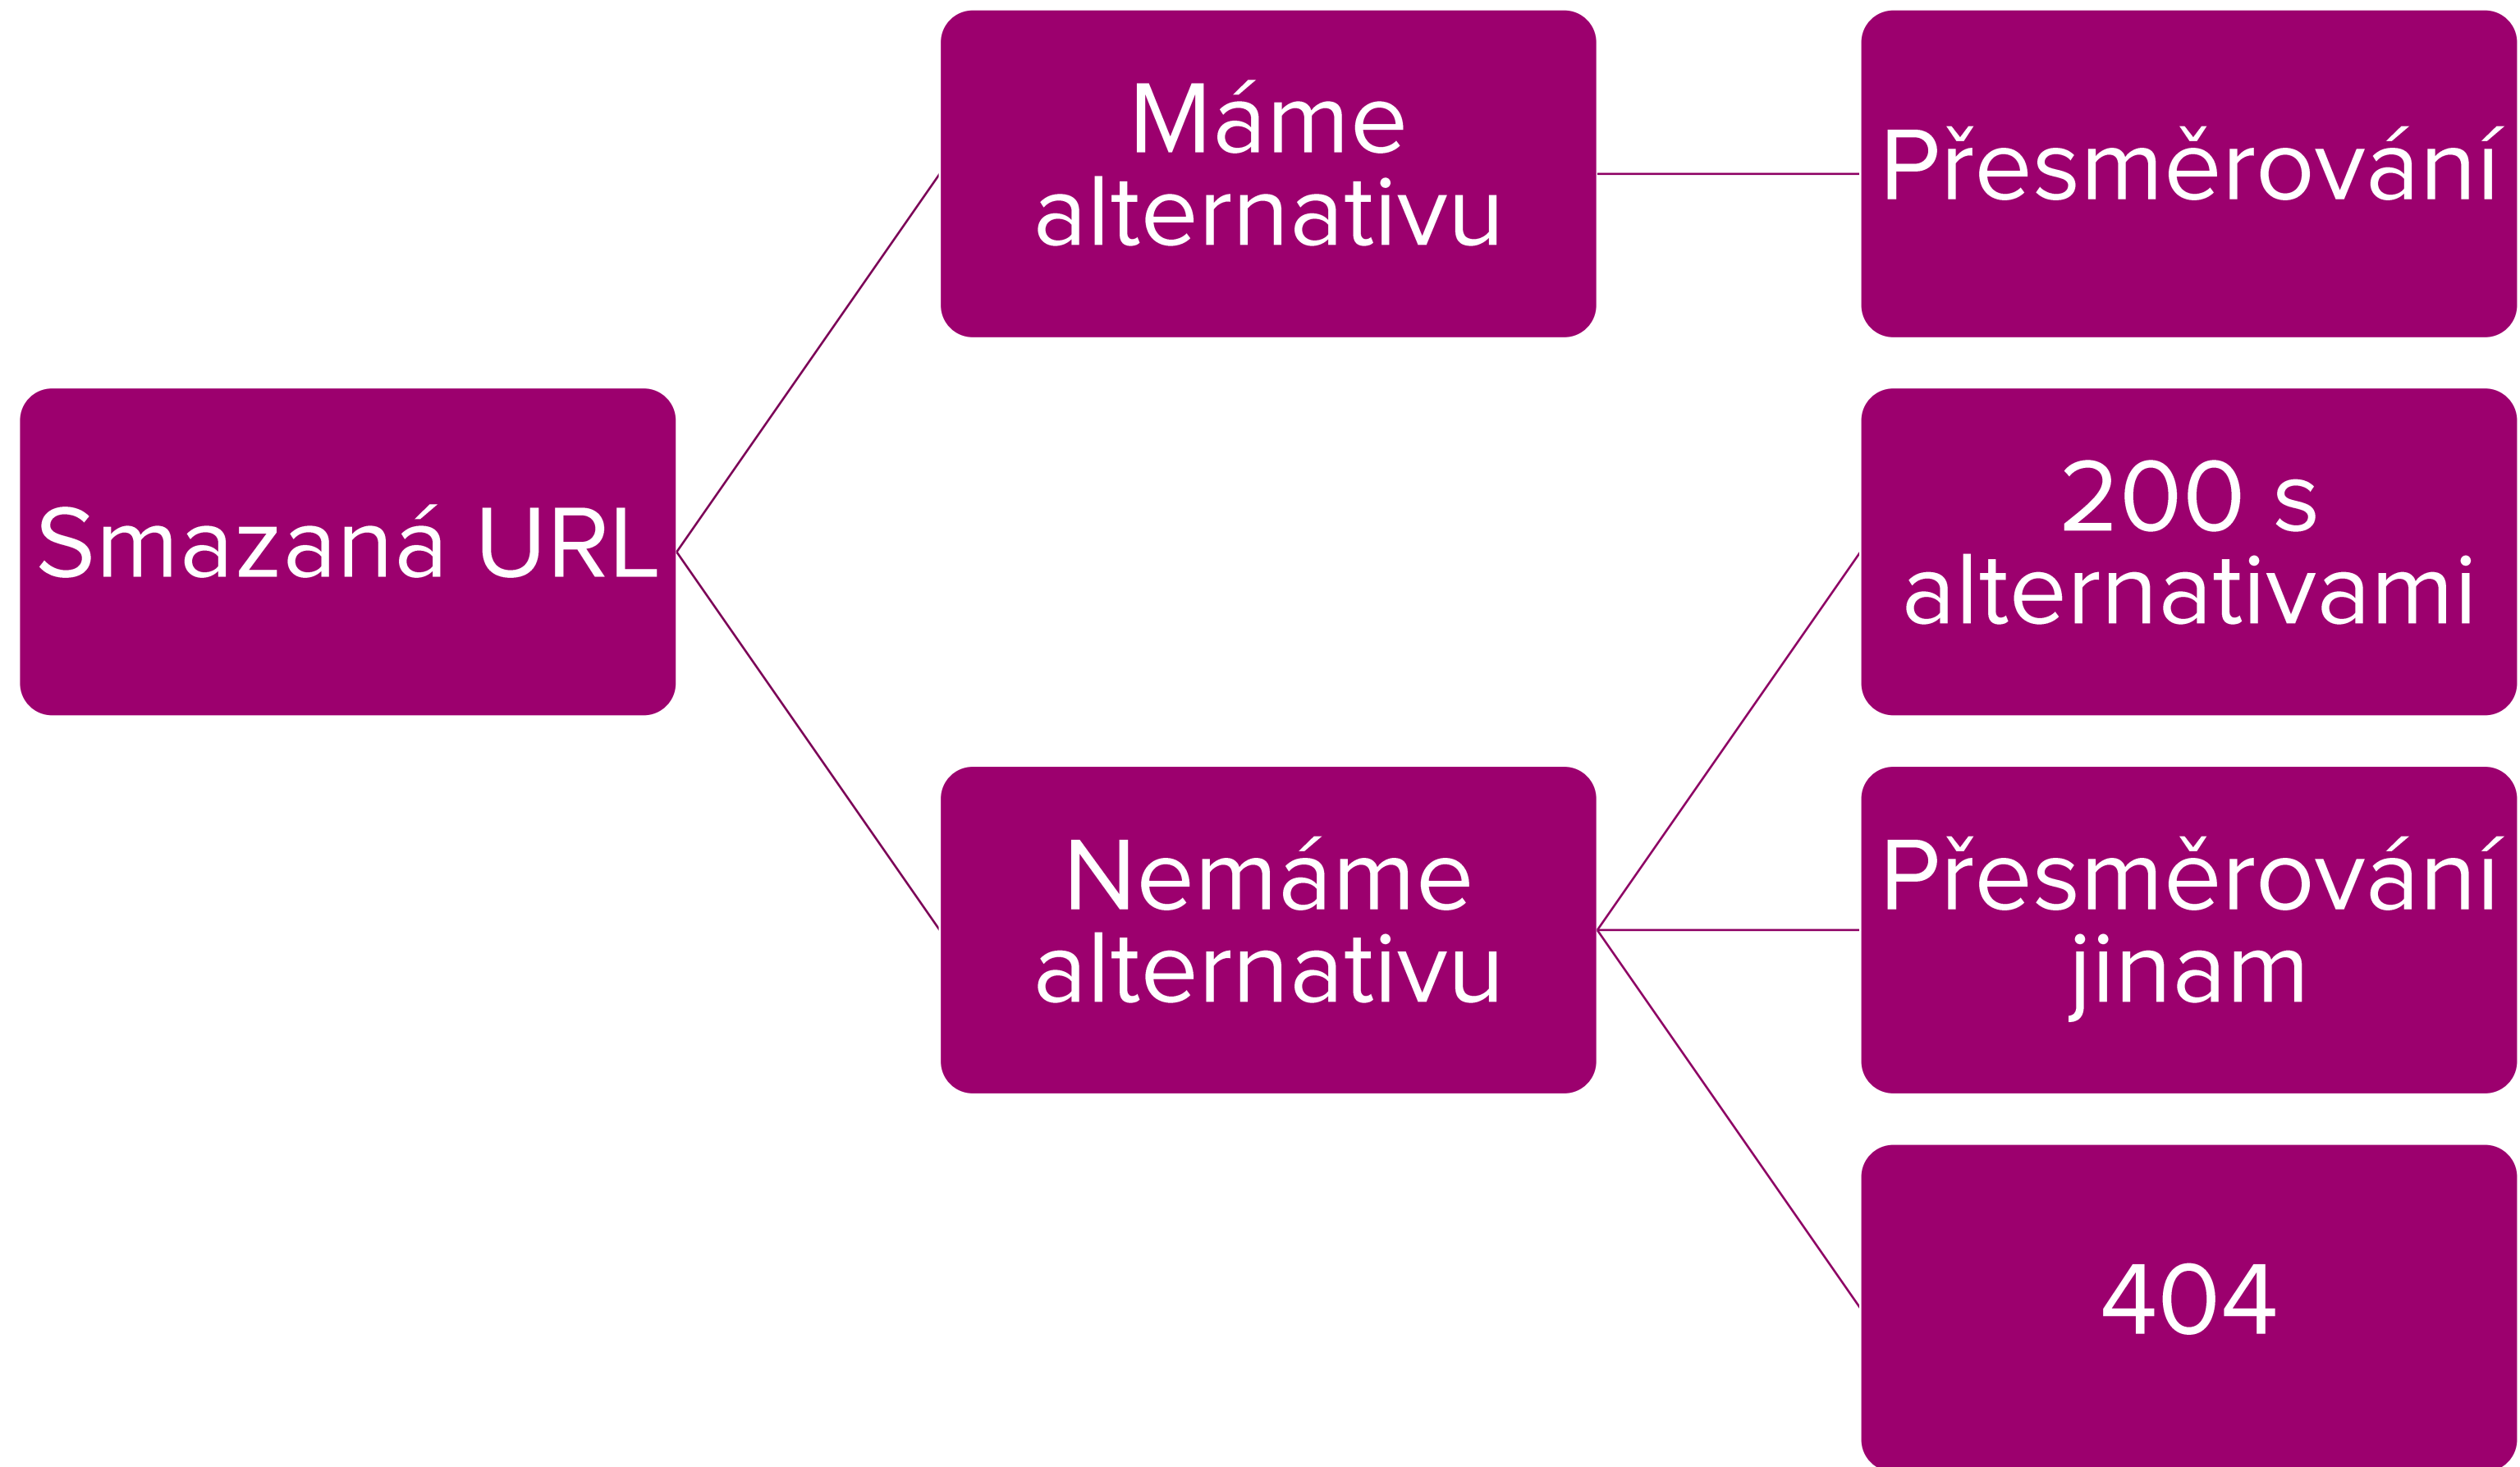 Smazaná URL
Máme
alternativu
Přesměrování
Nemáme
alternativu
200 s
alternativami
Přesměrování
jinam
404